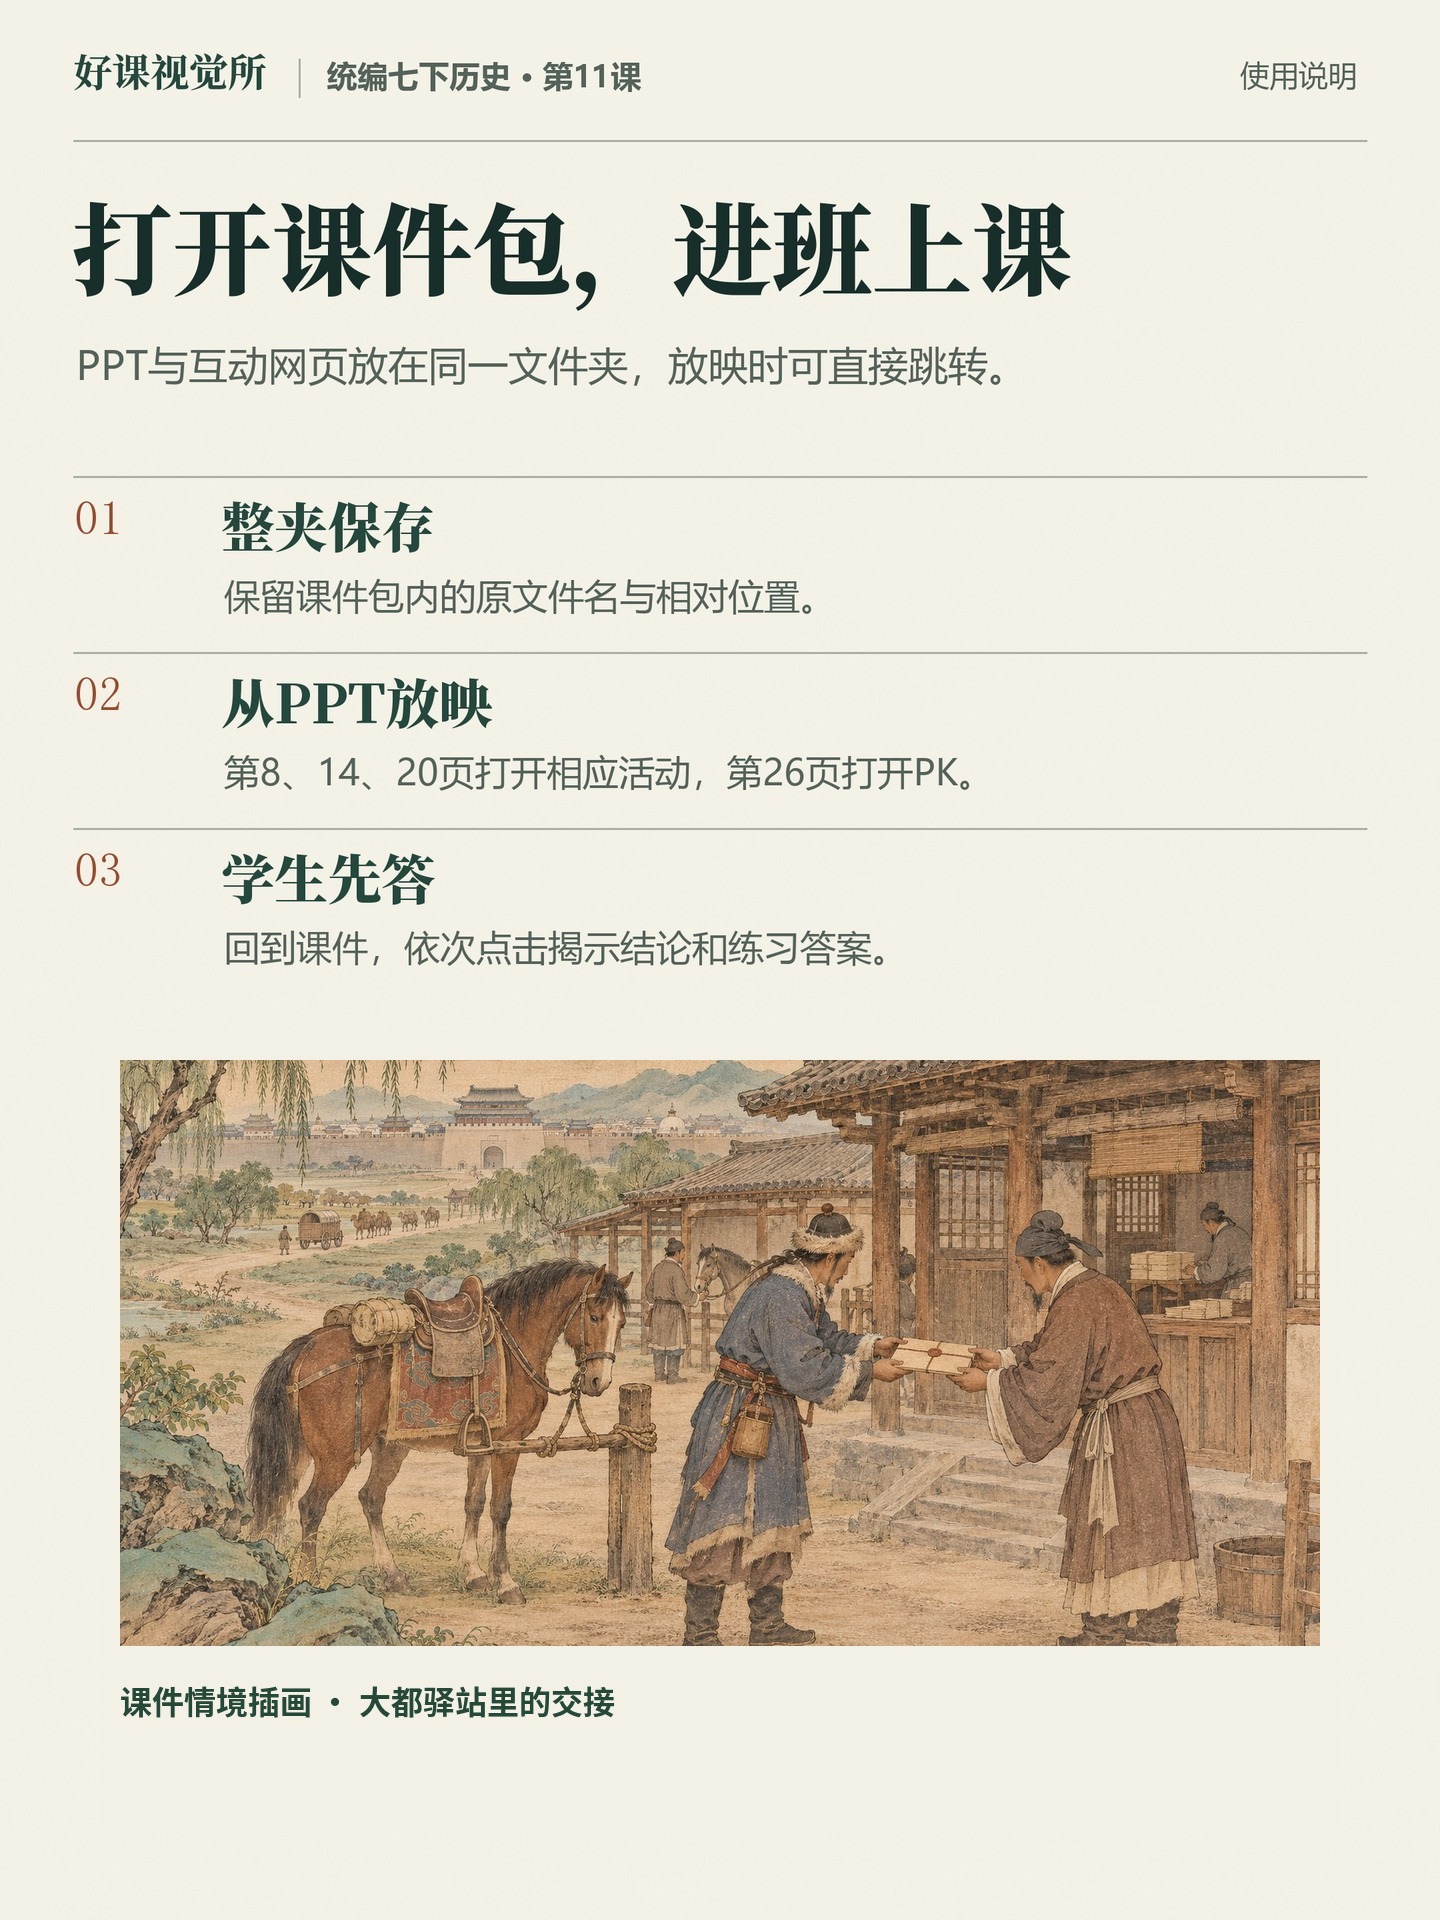 好课视觉所
统编七下历史·第11课
使用说明
打开课件包，进班上课
PPT与互动网页放在同一文件夹，放映时可直接跳转。
01
整夹保存
保留课件包内的原文件名与相对位置。
02
从PPT放映
第8、14、20页打开相应活动，第26页打开PK。
03
学生先答
回到课件，依次点击揭示结论和练习答案。
课件情境插画 · 大都驿站里的交接